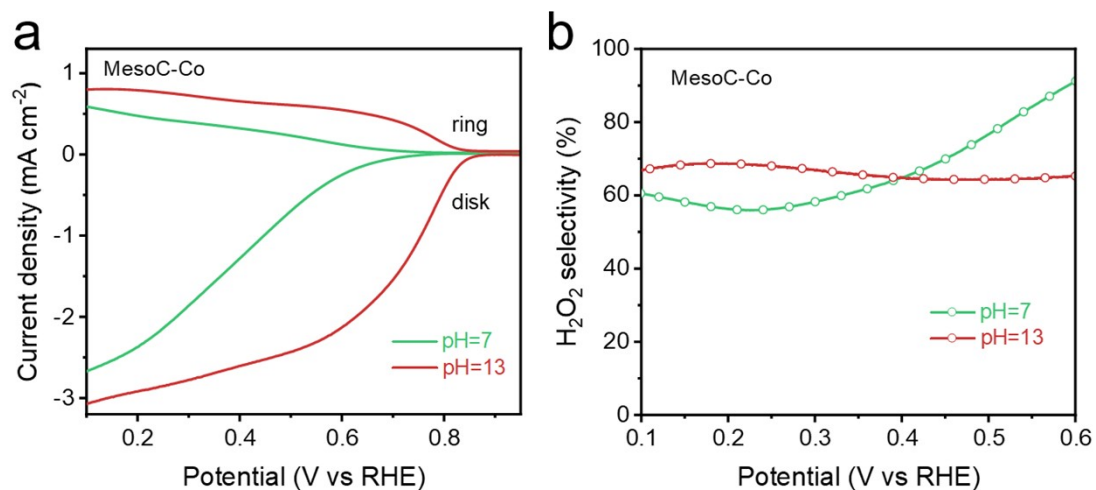 a
MesoC-Co
ring
disk
pH=7
pH=13
1
0
-1
-2
-3
0.2 0.4 0.6 0.8
Current density (mA cm⁻²)
Potential (V vs RHE)
b
MesoC-Co
pH=7
pH=13
100
80
60
40
20
0
0.1 0.2 0.3 0.4 0.5 0.6
H₂O₂ selectivity (%)
Potential (V vs RHE)